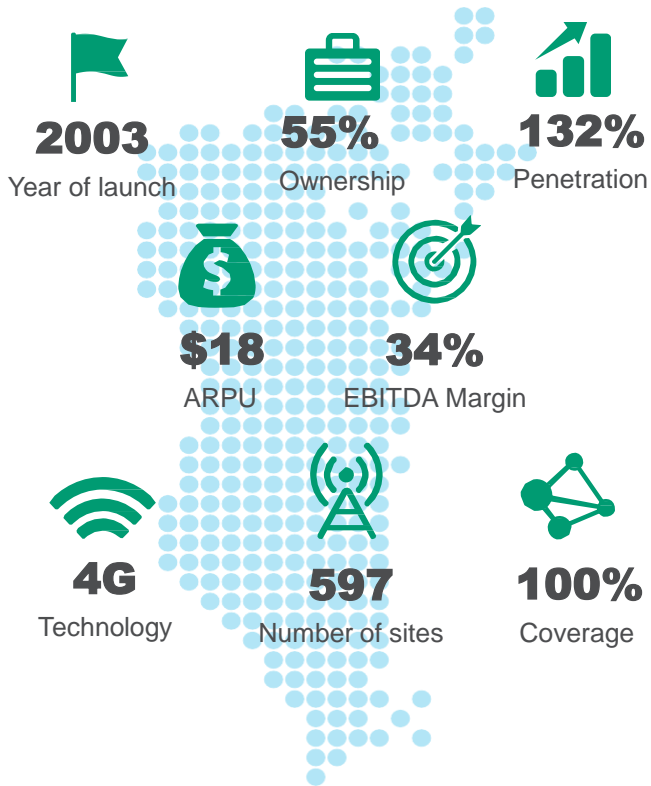 2003
Year of launch
55%
Ownership
132%
Penetration
$
$18
ARPU
34%
EBITDA Margin
4G
Technology
597
Number of sites
100%
Coverage